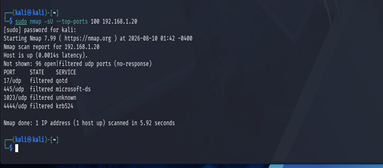 (kali㉿kali)-[~]
$ sudo nmap -sU --top-ports 100 192.168.1.20
[sudo] password for kali:
Starting Nmap 7.99 ( https://nmap.org ) at 2026-08-10 01:42 -0400
Nmap scan report for 192.168.1.20
Host is up (0.0014s latency).
Not shown: 96 open|filtered udp ports (no-response)
PORT STATE SERVICE
17/udp filtered qotd
445/udp filtered microsoft-ds
1023/udp filtered unknown
4444/udp filtered krb524
Nmap done: 1 IP address (1 host up) scanned in 5.92 seconds
(kali㉿kali)-[~]
$